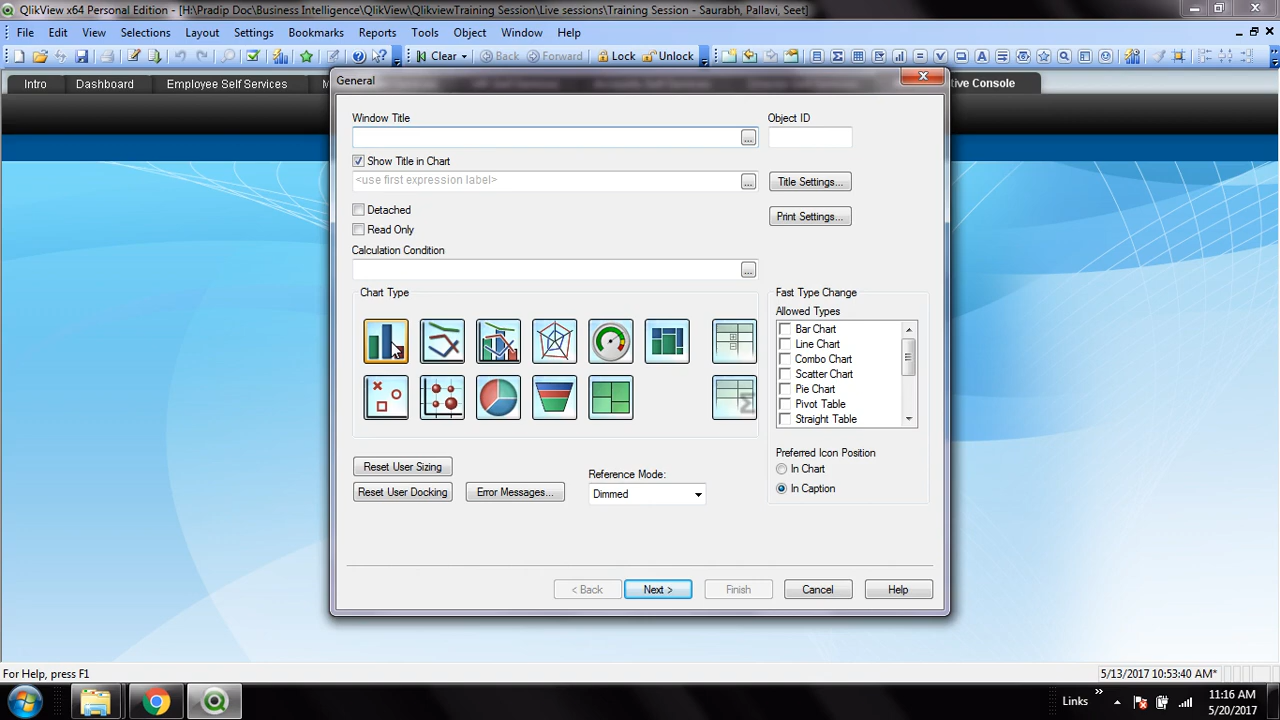 QlikView x64 Personal Edition - [H:\Pradip Doc\Business Intelligence\QlikView\QlikviewTraining Session\Live sessions\Training Session - Saurabh, Pallavi, Seet]
File Edit View Selections Layout Settings Bookmarks Reports Tools Object Window Help
Clear Back Forward Lock Unlock
Intro Dashboard Employee Self Services
General
Window Title
Object ID
Show Title in Chart
<use first expression label>
Title Settings...
Detached
Print Settings...
Read Only
Calculation Condition
Chart Type
Fast Type Change
Allowed Types
Bar Chart
Line Chart
Combo Chart
Scatter Chart
Pie Chart
Pivot Table
Straight Table
Preferred Icon Position
In Chart
In Caption
Reset User Sizing
Reset User Docking
Error Messages...
Reference Mode:
Dimmed
< Back Next > Finish Cancel Help
For Help, press F1
5/13/2017 10:53:40 AM*
Links
11:16 AM
5/20/2017